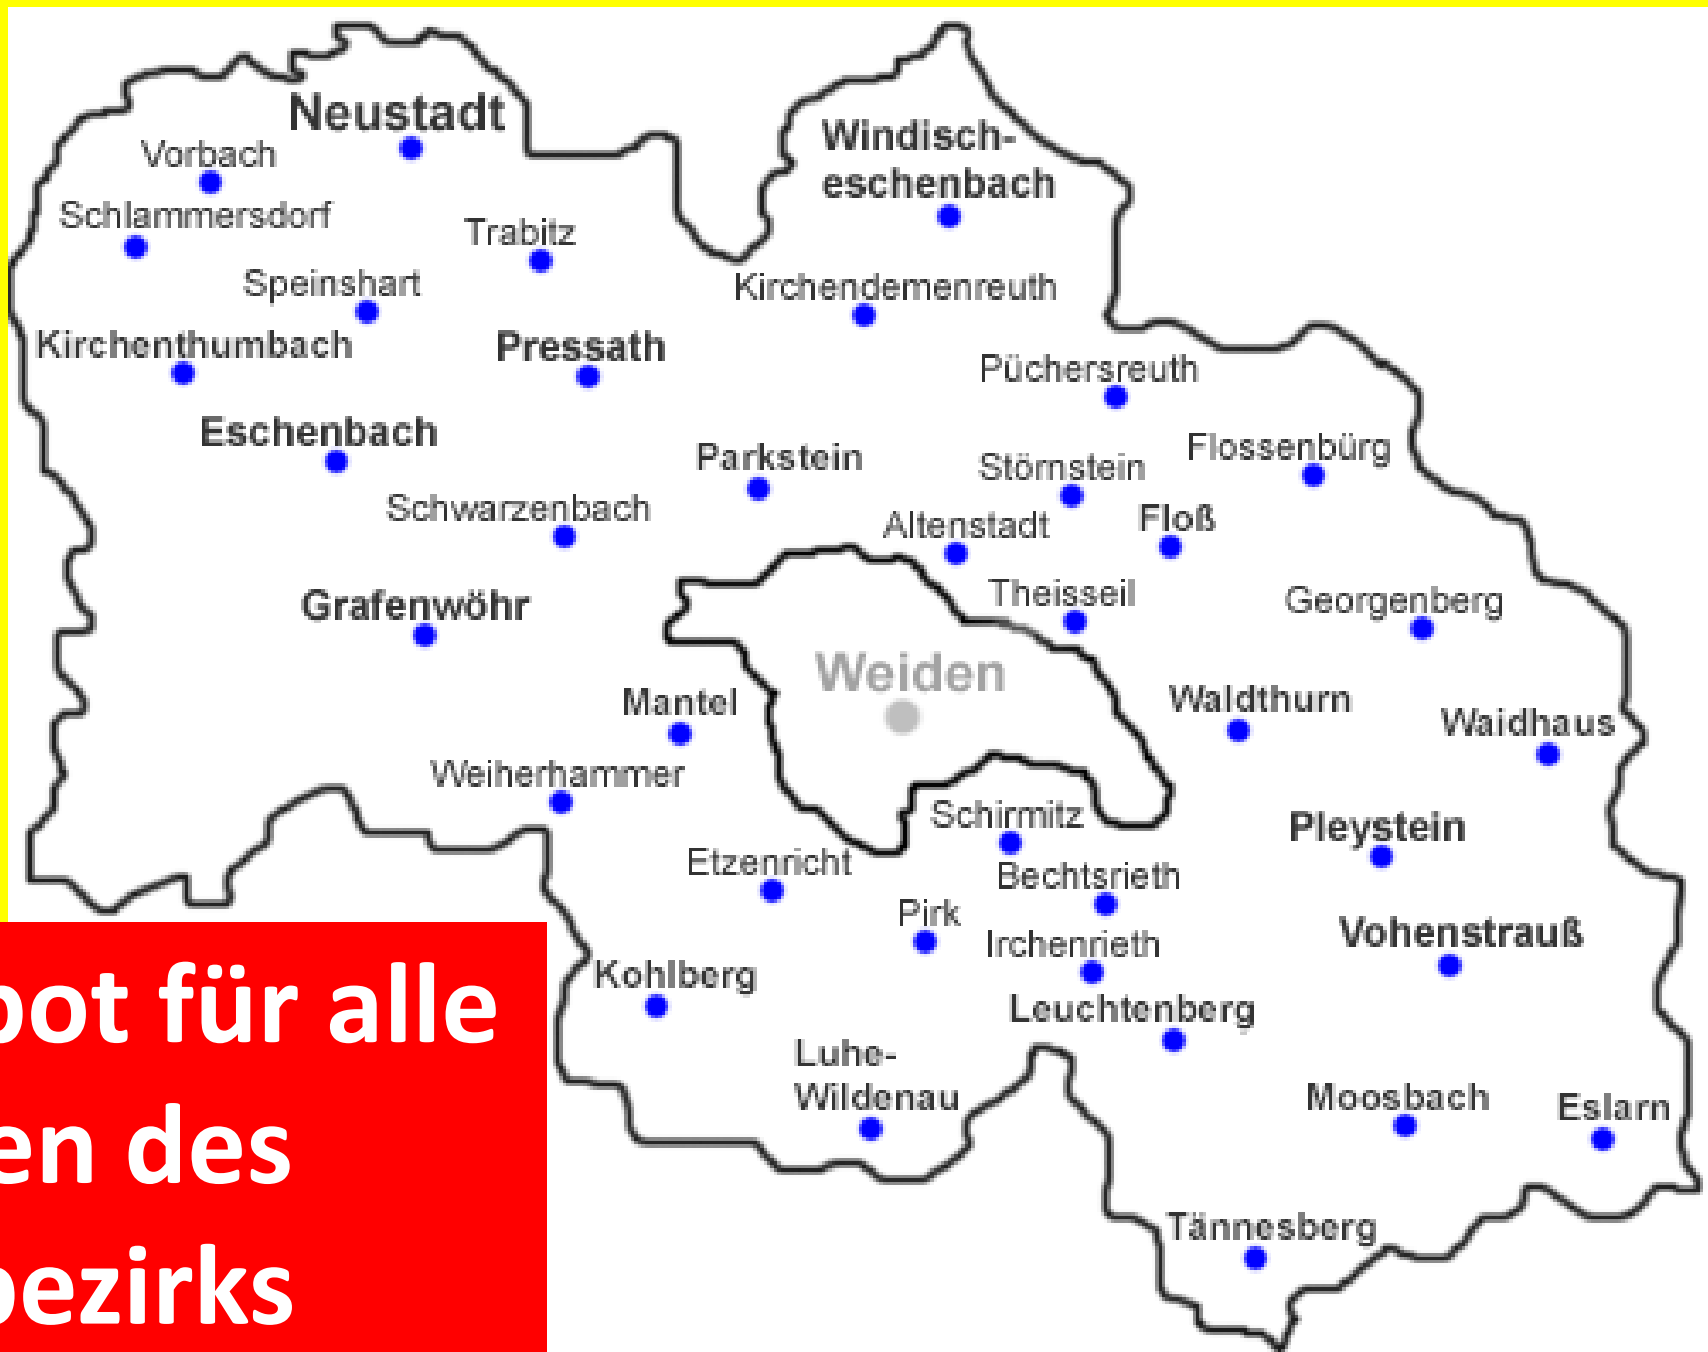 Neustadt
Windisch-
eschenbach
Vorbach
Schlammersdorf
Trabitz
Speinshart
Kirchendemenreuth
Kirchenthumbach
Pressath
Püchersreuth
Eschenbach
Parkstein
Störnstein
Flossenbürg
Schwarzenbach
Altenstadt
Floß
Grafenwöhr
Theisseil
Georgenberg
Weiden
Mantel
Waldthurn
Waidhaus
Weiherhammer
Schirmitz
Pleystein
Etzenricht
Bechtsrieth
Pirk
Irchenrieth
Vohenstrauß
Kohlberg
Leuchtenberg
Luhe-
Wildenau
Moosbach
Eslarn
Tännesberg
bot für alle
en des
bezirks